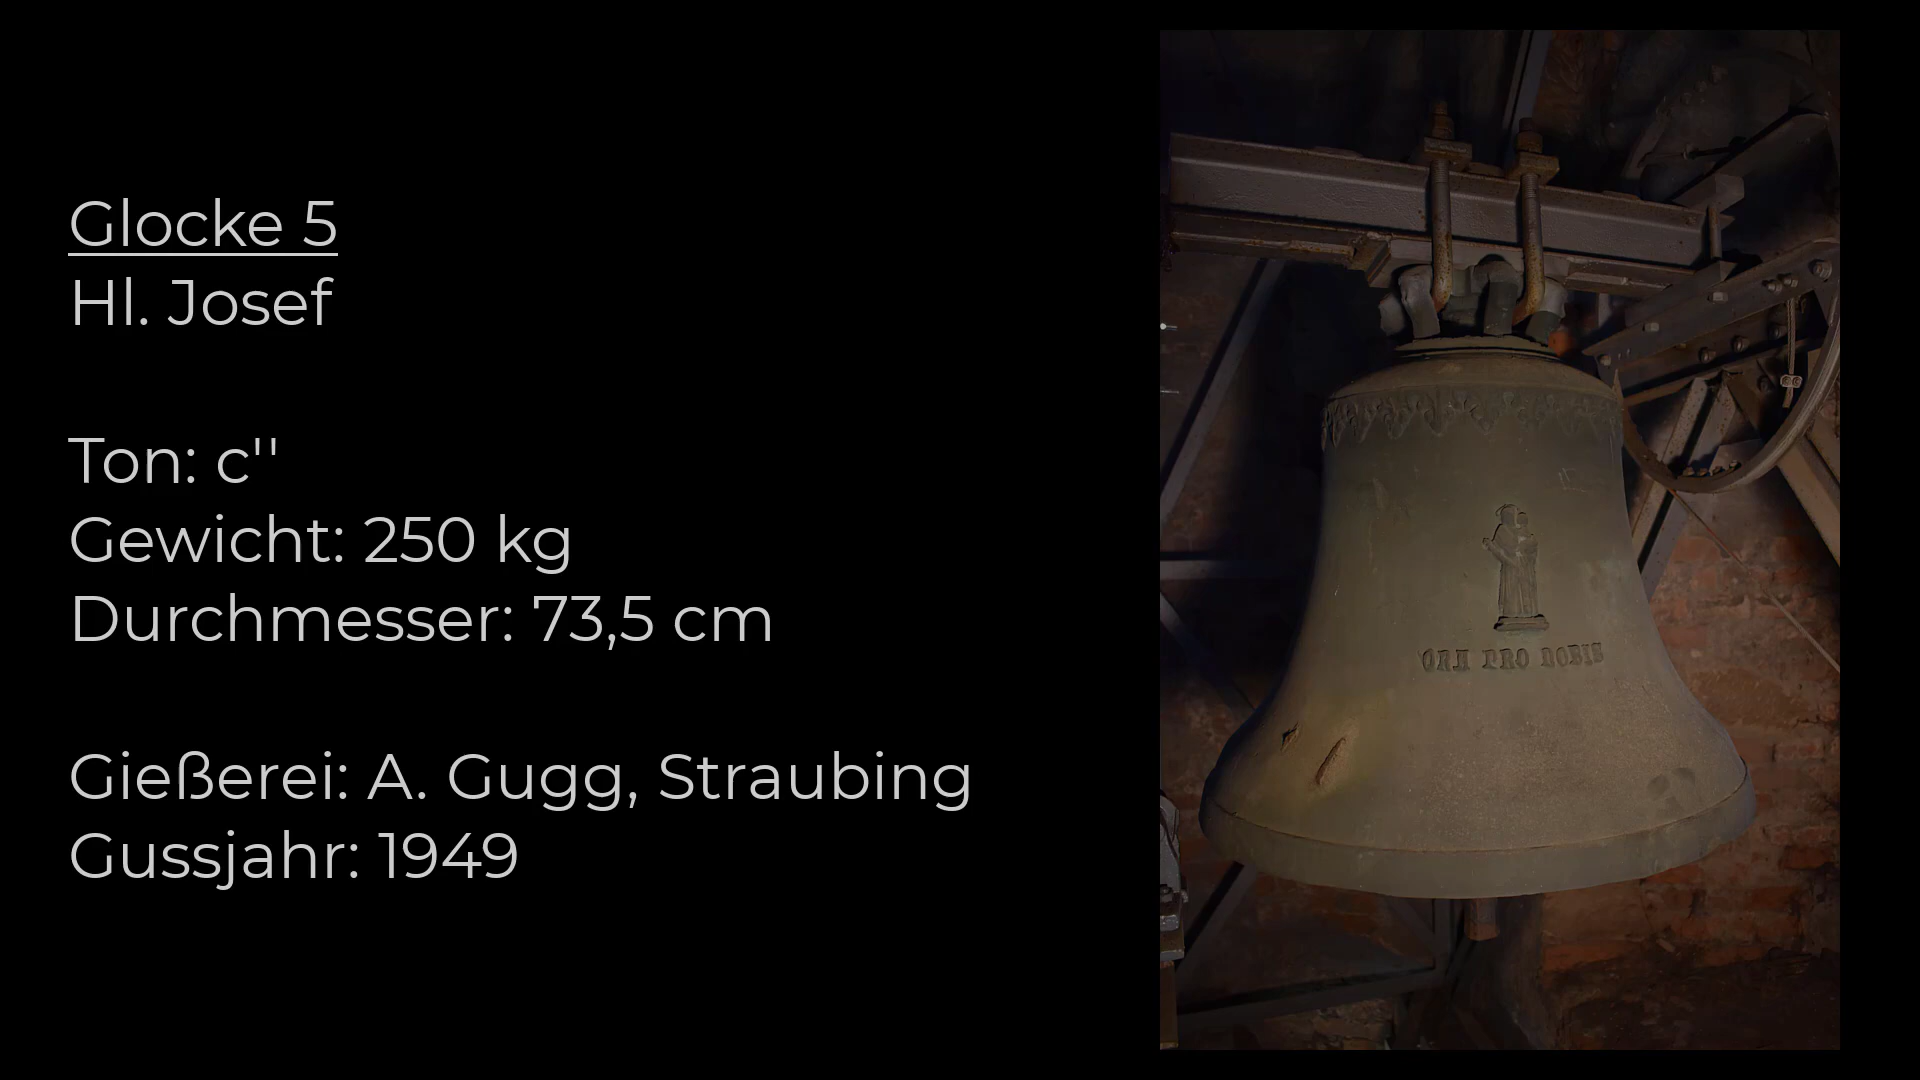 Glocke 5
Hl. Josef
Ton: c''
Gewicht: 250 kg
Durchmesser: 73,5 cm
Gießerei: A. Gugg, Straubing
Gussjahr: 1949
ORA PRO NOBIS